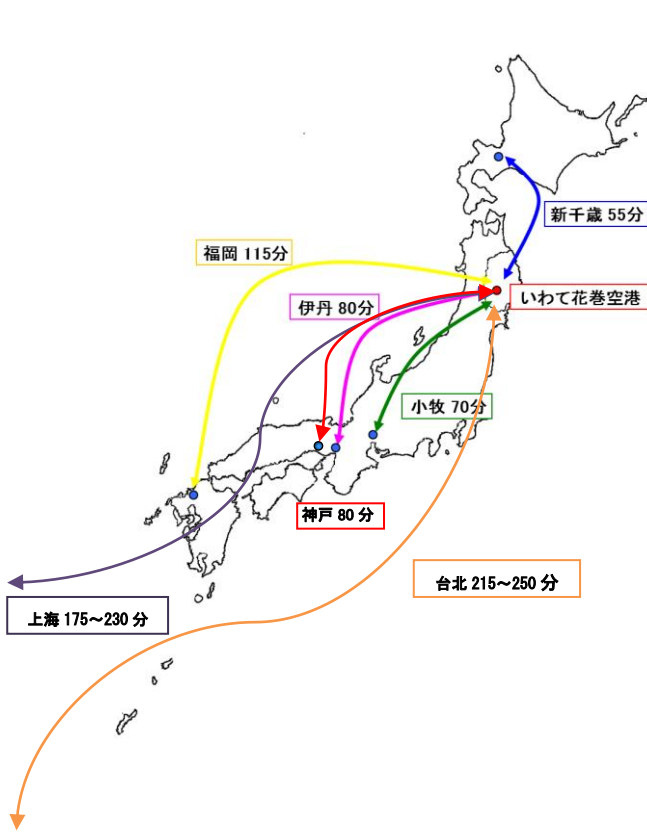 新千歳 55分
福岡 115分
いわて花巻空港
伊丹 80分
小牧 70分
神戸 80 分
台北 215～250 分
上海 175～230 分